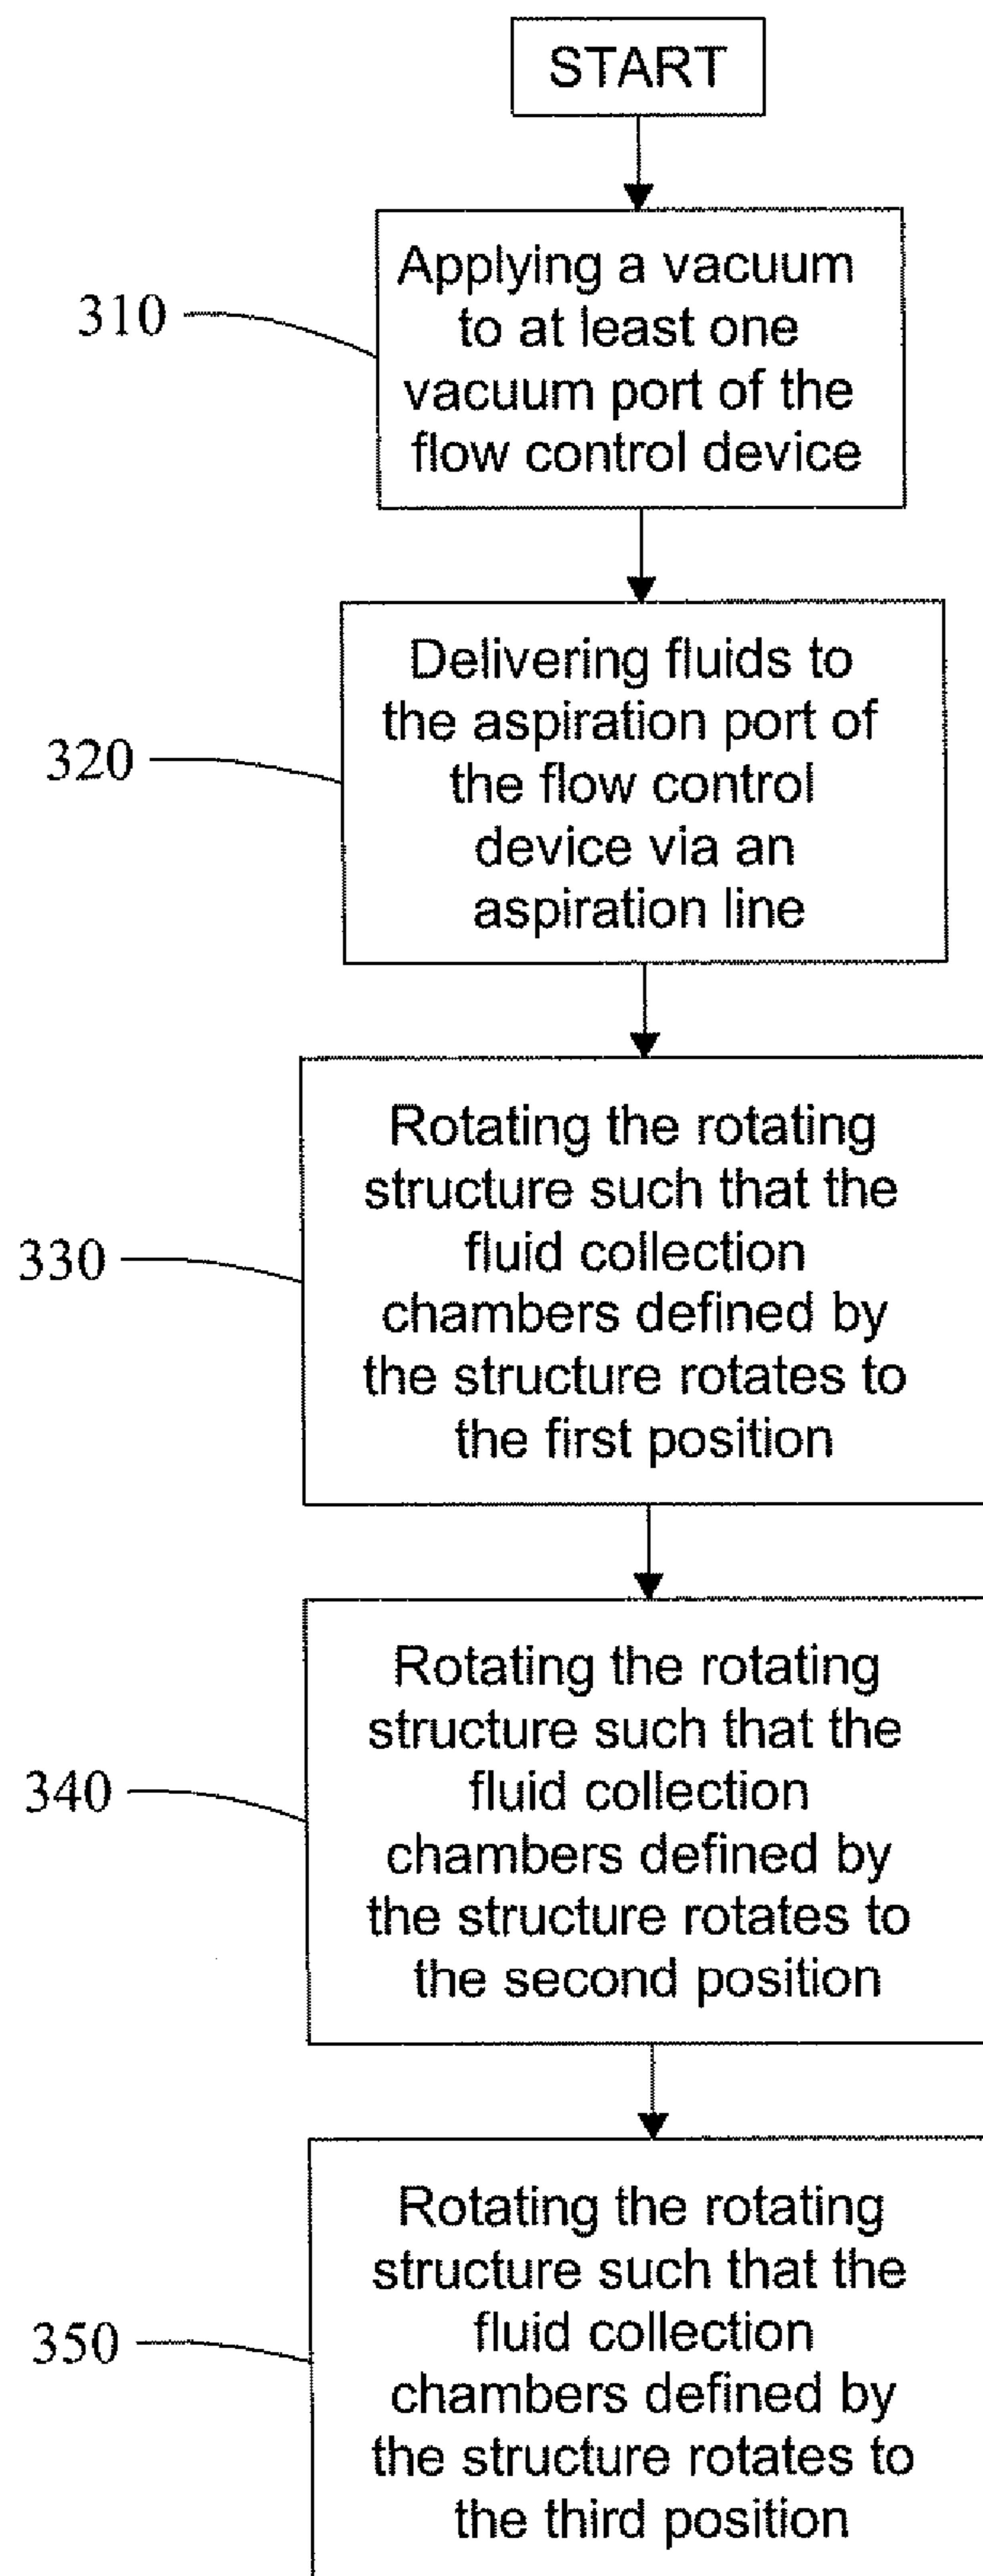 START
310
Applying a vacuum
to at least one
vacuum port of the
flow control device
320
Delivering fluids to
the aspiration port of
the flow control
device via an
aspiration line
330
Rotating the rotating
structure such that the
fluid collection
chambers defined by
the structure rotates to
the first position
340
Rotating the rotating
structure such that the
fluid collection
chambers defined by
the structure rotates to
the second position
350
Rotating the rotating
structure such that the
fluid collection
chambers defined by
the structure rotates to
the third position